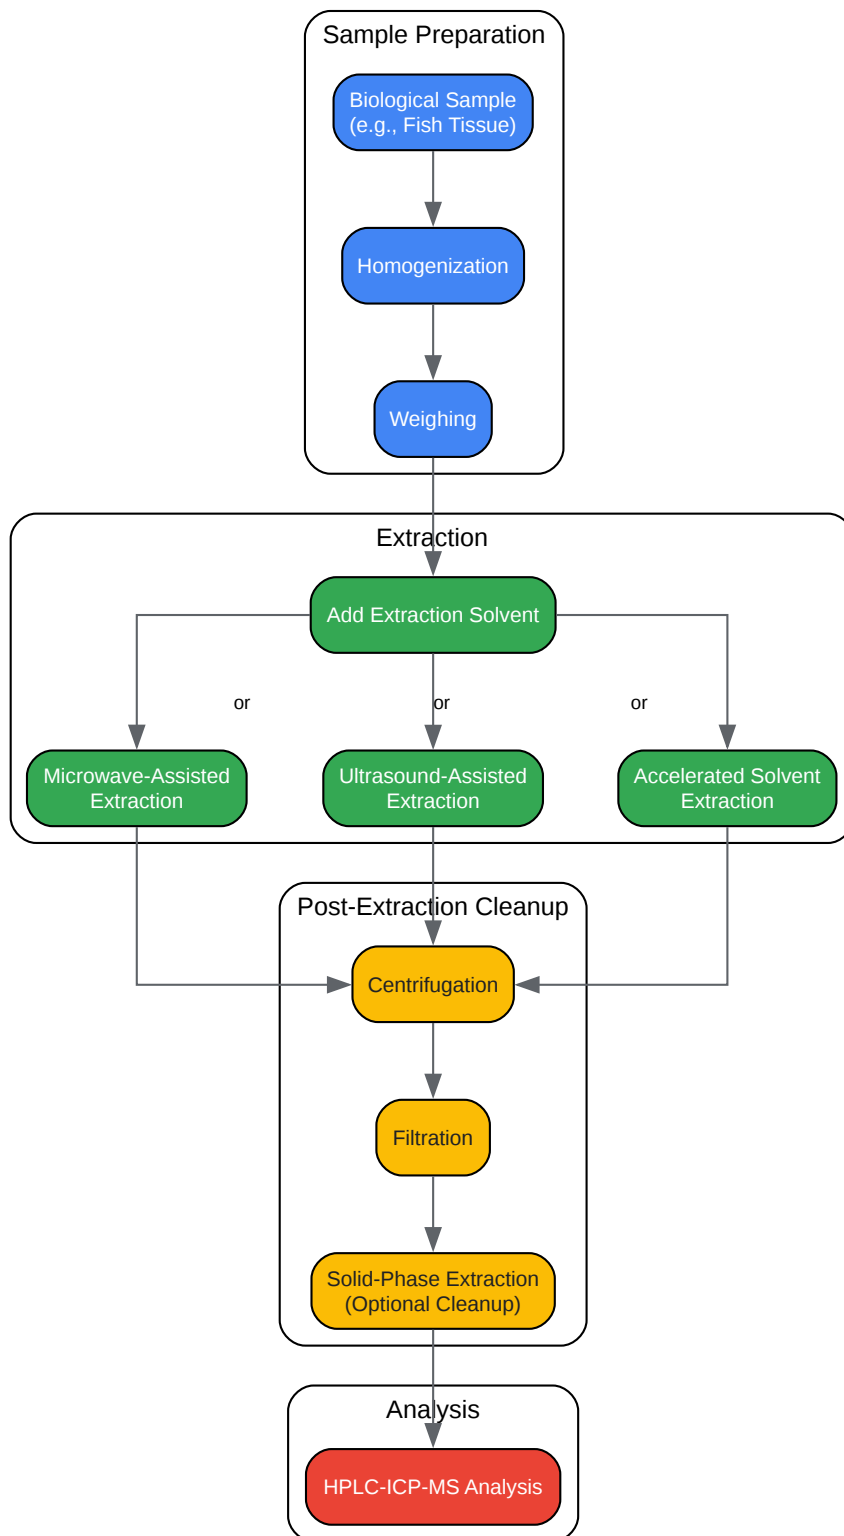 Sample Preparation
Biological Sample
(e.g., Fish Tissue)
Homogenization
Weighing
Extraction
Add Extraction Solvent
or
or
or
Microwave-Assisted
Extraction
Ultrasound-Assisted
Extraction
Accelerated Solvent
Extraction
Post-Extraction Cleanup
Centrifugation
Filtration
Solid-Phase Extraction
(Optional Cleanup)
Analysis
HPLC-ICP-MS Analysis